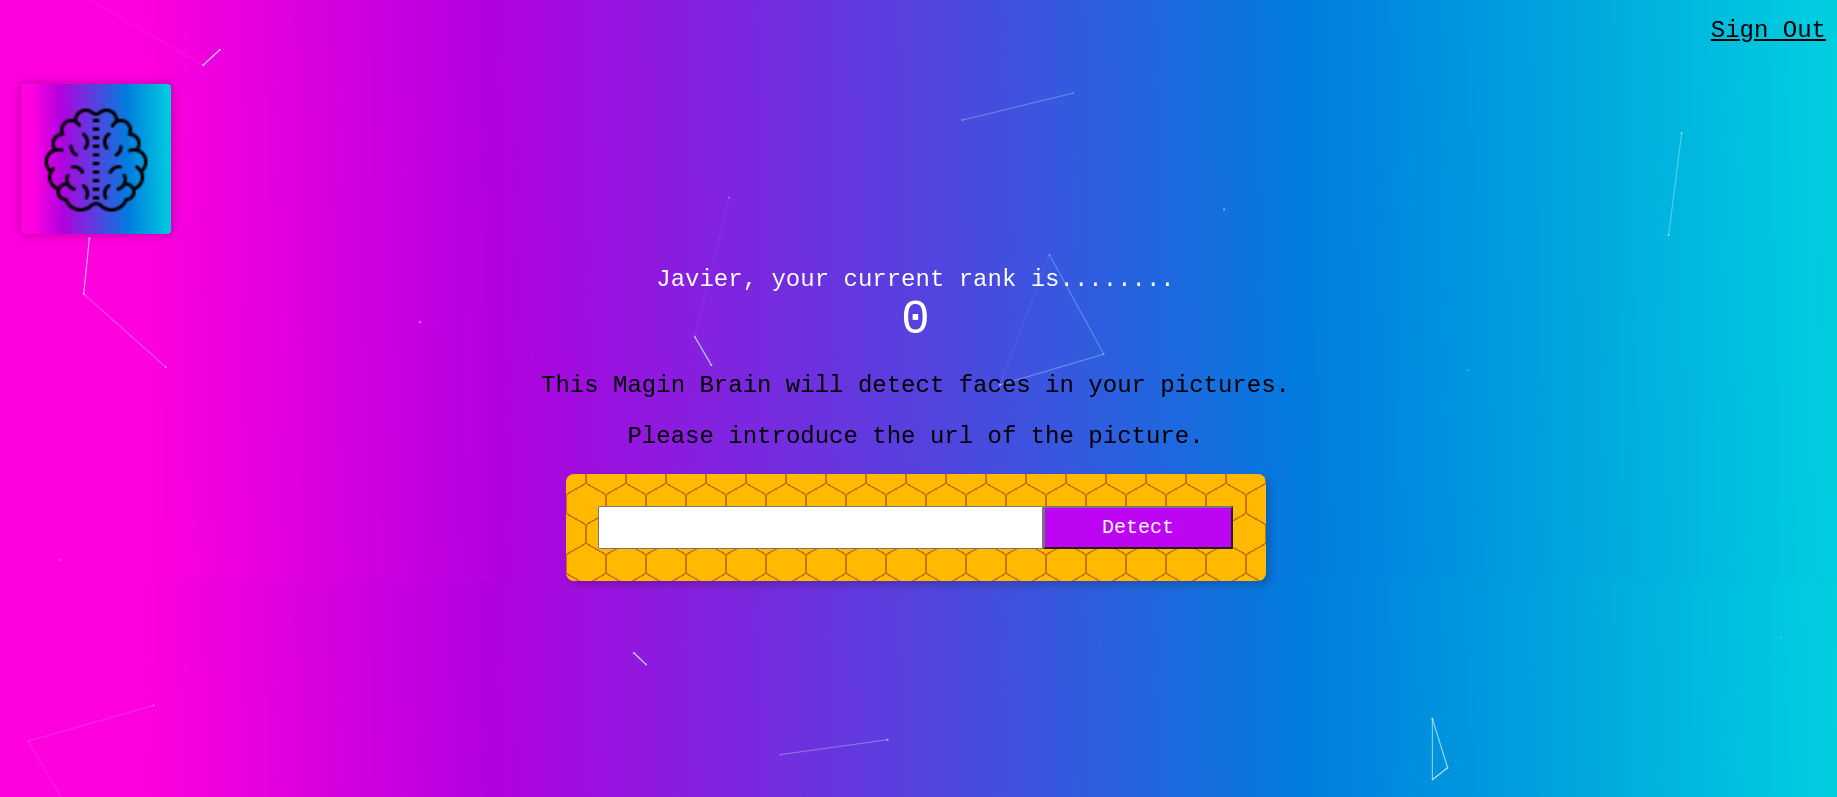 Sign Out
Javier, your current rank is........
0
This Magin Brain will detect faces in your pictures.
Please introduce the url of the picture.
Detect